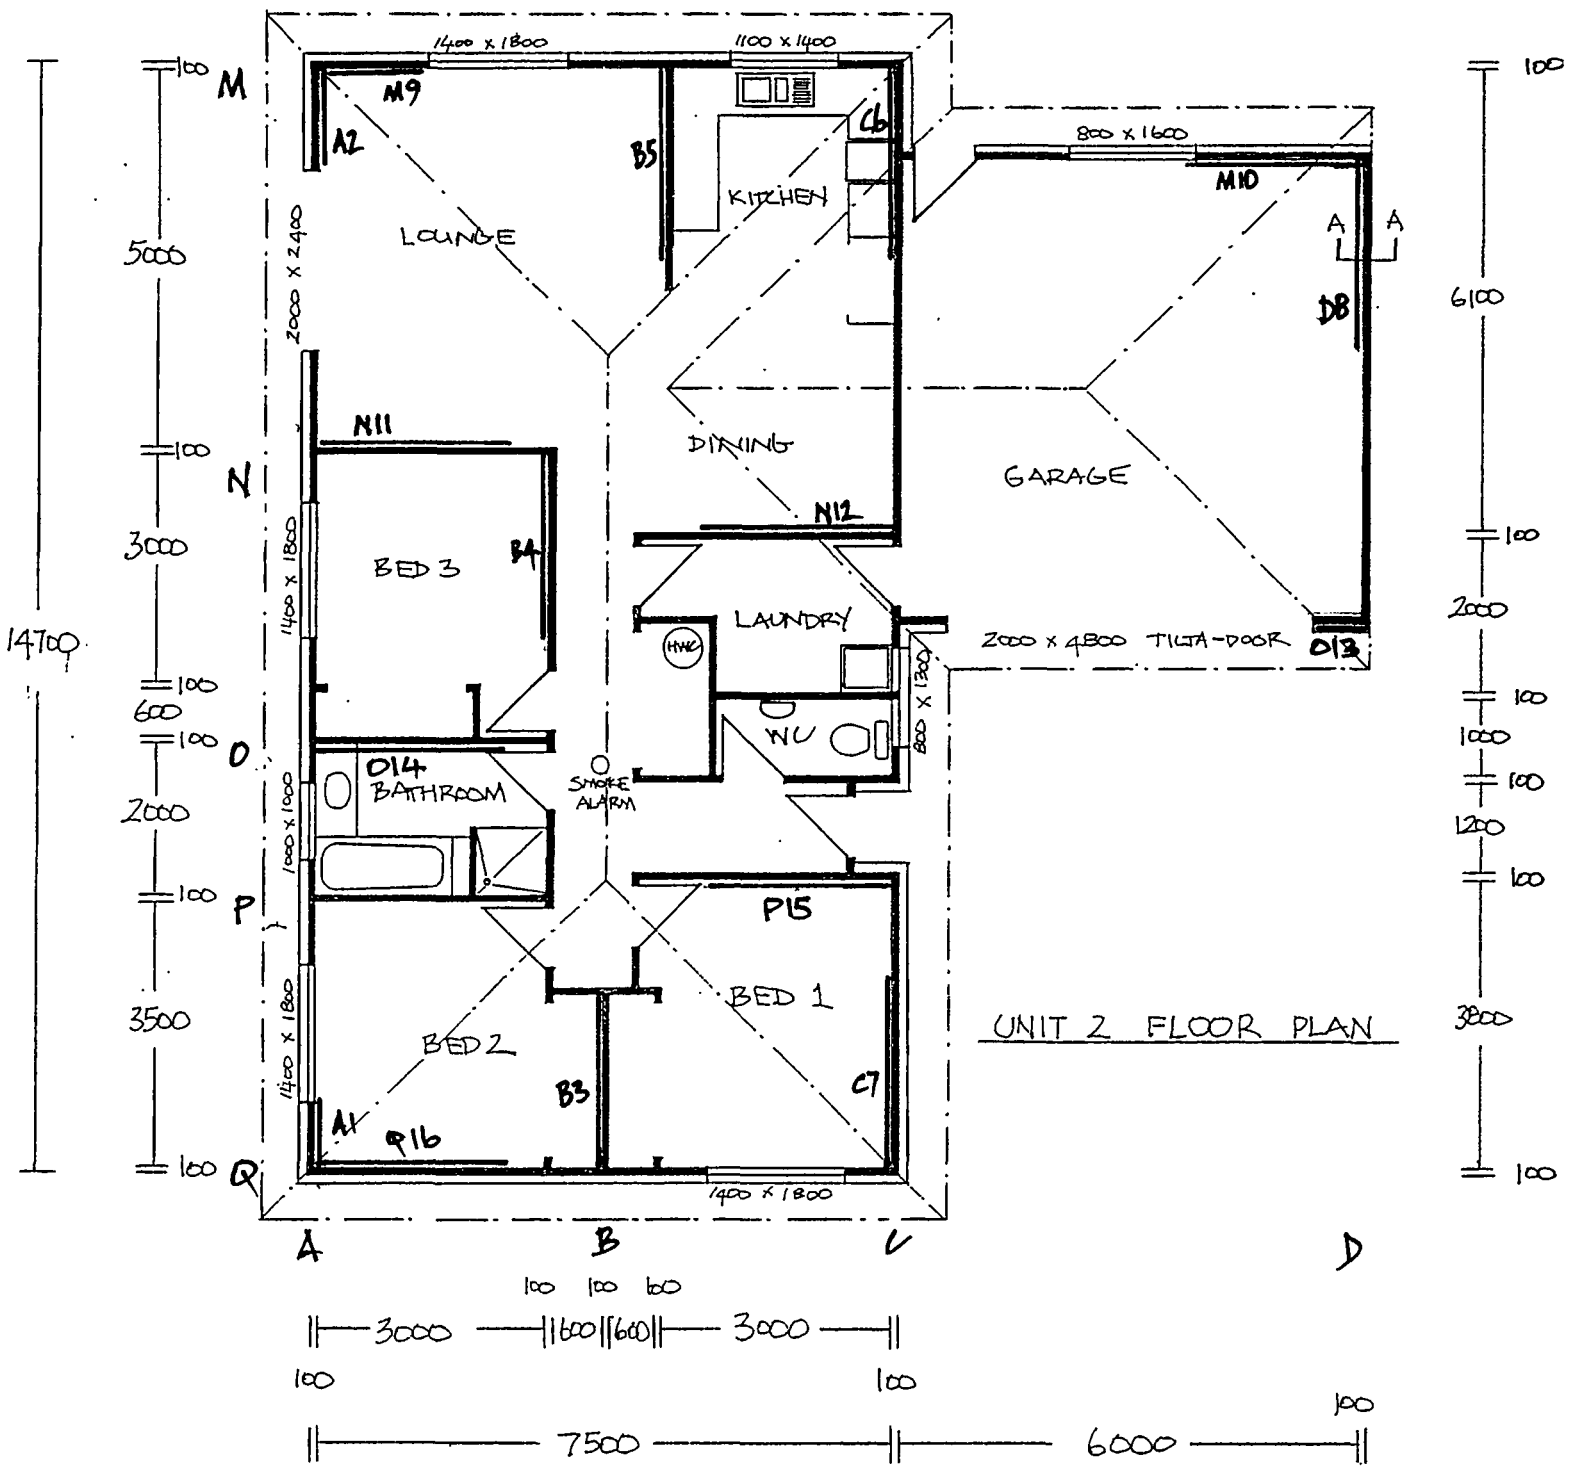 1400 x 1800
1100 x 1400
100
M
M9
A2
B5
C6
100
800 x 1600
M10
KITCHEN
LOUNGE
A A
5000
2000 x 2400
6100
D8
N11
DINING
100
N
GARAGE
N12
100
3000
1400 x 1800
BED 3
B4
2000
LAUNDRY
14700
HWC
2000 x 4800 TILTA-DOOR
O13
100
600
800 x 1300
100
100
O
WC
1000
O14
SMOKE
ALARM
BATHROOM
100
2000
1000 x 1000
1200
100
P
P15
100
3500
1400 x 1800
BED 1
BED 2
UNIT 2 FLOOR PLAN
3800
B3
C7
A1
Q16
100
Q
1400 x 1800
100
A
B
C
D
100 100 100
3000
600
600
3000
100
100
100
7500
6000